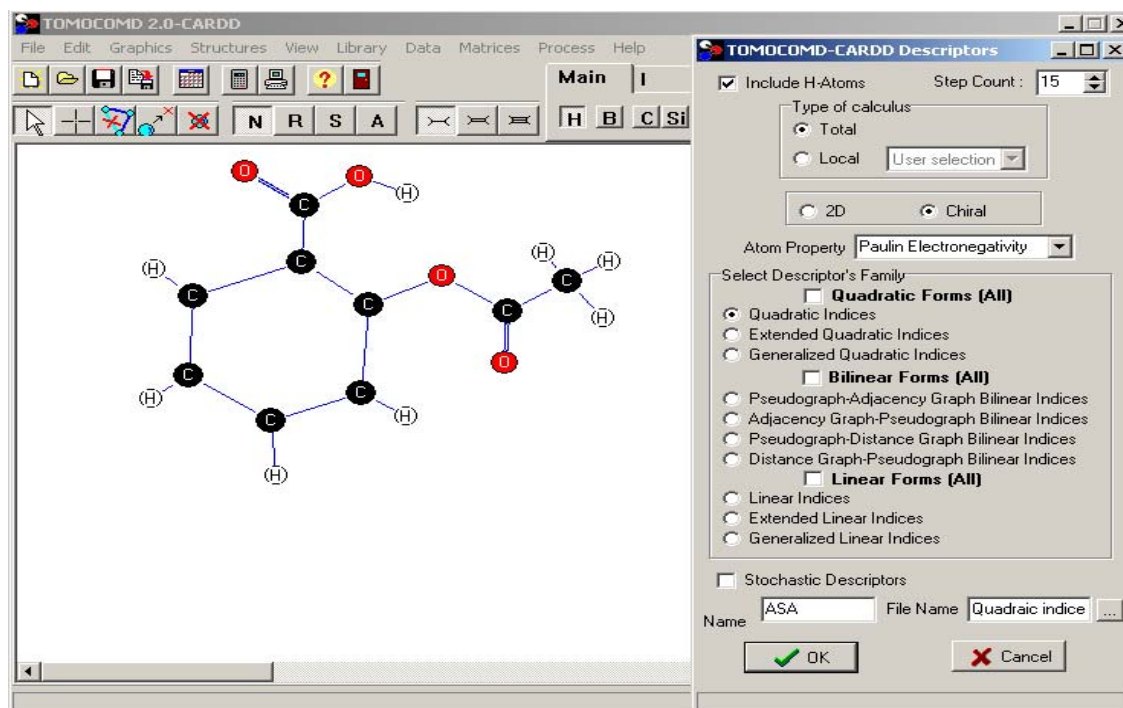 TOMOCOMD 2.0-CARDD
File Edit Graphics Structures View Library Data Matrices Process Help
Main I
N R S A H B C Si
O O H
C
H C O H H
C C C H
C C O
H C H
H
TOMOCOMD-CARDD Descriptors
Include H-Atoms Step Count : 15
Type of calculus
Total
Local User selection
2D Chiral
Atom Property Paulin Electronegativity
Select Descriptor's Family
Quadratic Forms (All)
Quadratic Indices
Extended Quadratic Indices
Generalized Quadratic Indices
Bilinear Forms (All)
Pseudograph-Adjacency Graph Bilinear Indices
Adjacency Graph-Pseudograph Bilinear Indices
Pseudograph-Distance Graph Bilinear Indices
Distance Graph-Pseudograph Bilinear Indices
Linear Forms (All)
Linear Indices
Extended Linear Indices
Generalized Linear Indices
Stochastic Descriptors
Name ASA File Name Quadraic indice ...
OK Cancel